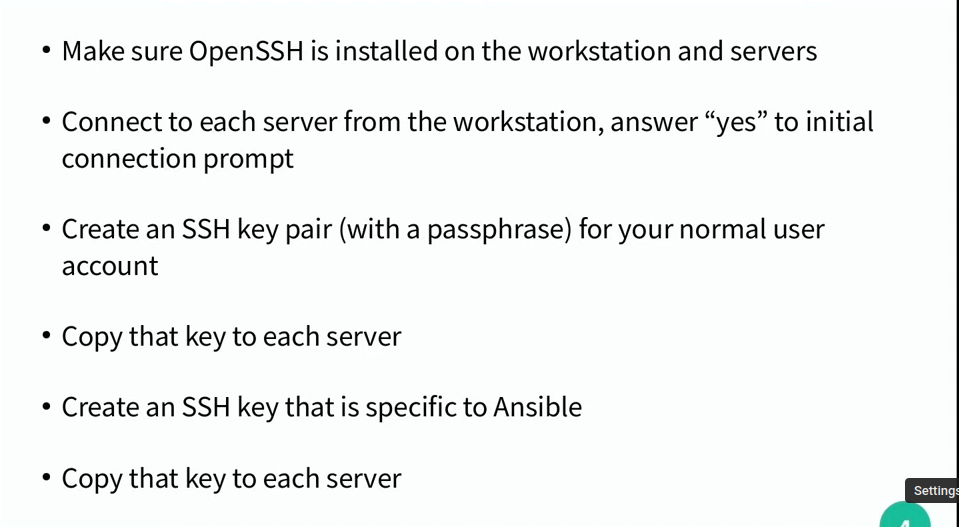 • Make sure OpenSSH is installed on the workstation and servers
• Connect to each server from the workstation, answer “yes” to initial
connection prompt
• Create an SSH key pair (with a passphrase) for your normal user
account
• Copy that key to each server
• Create an SSH key that is specific to Ansible
• Copy that key to each server
Settings